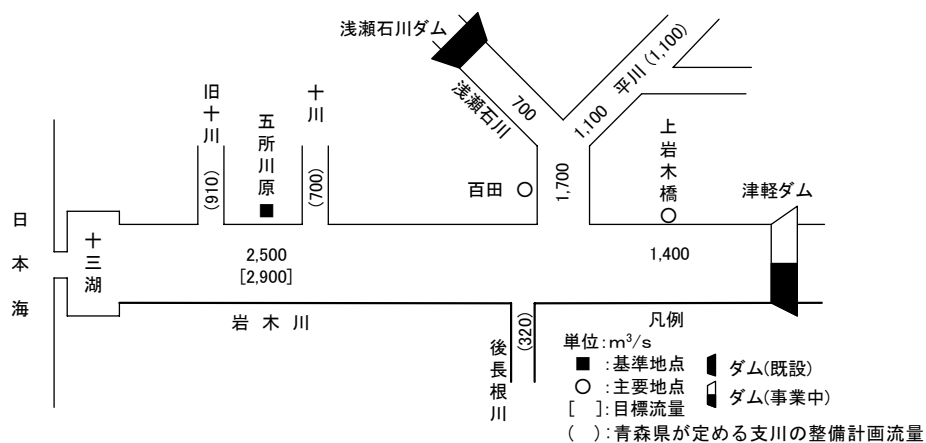 浅瀬石川ダム
浅瀬石川
700
平川(1,100)
1,100
旧十川
(910)
五所川原
十川
(700)
百田
1,700
上岩木橋
津軽ダム
日本海
十三湖
2,500
[2,900]
1,400
岩木川
後長根川
(320)
凡例
単位:m³/s
■:基準地点
○:主要地点
[ ]:目標流量
( ):青森県が定める支川の整備計画流量
ダム(既設)
ダム(事業中)